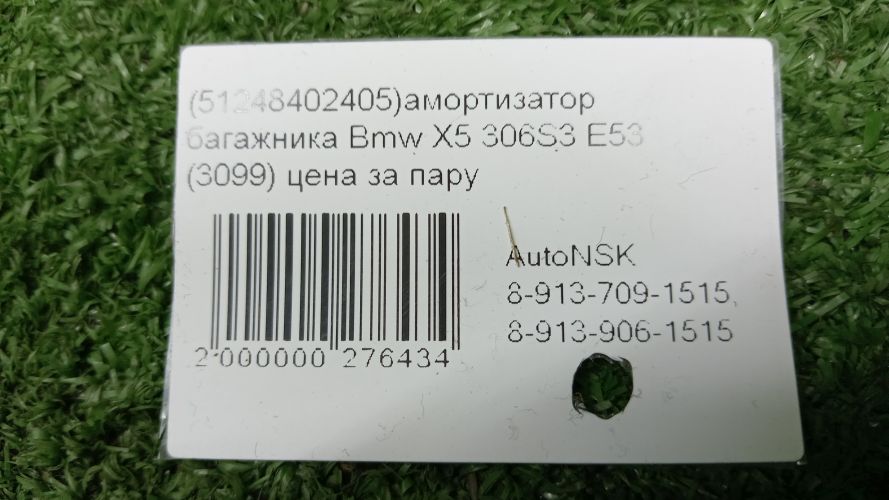 (51248402405)амортизатор
багажника Bmw X5 306S3 E53
(3099) цена за пару
AutoNSK
8-913-709-1515,
8-913-906-1515
2 000000 276434